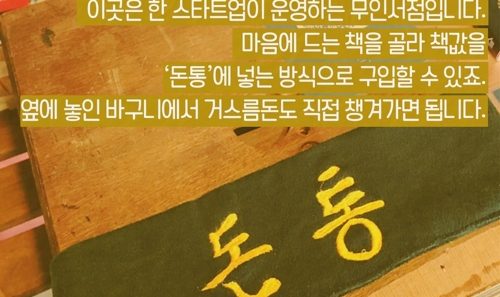 이곳은 한 스타트업이 운영하는 무인서점입니다.
마음에 드는 책을 골라 책값을
‘돈통’에 넣는 방식으로 구입할 수 있죠.
옆에 놓인 바구니에서 거스름돈도 직접 챙겨가면 됩니다.
돈통